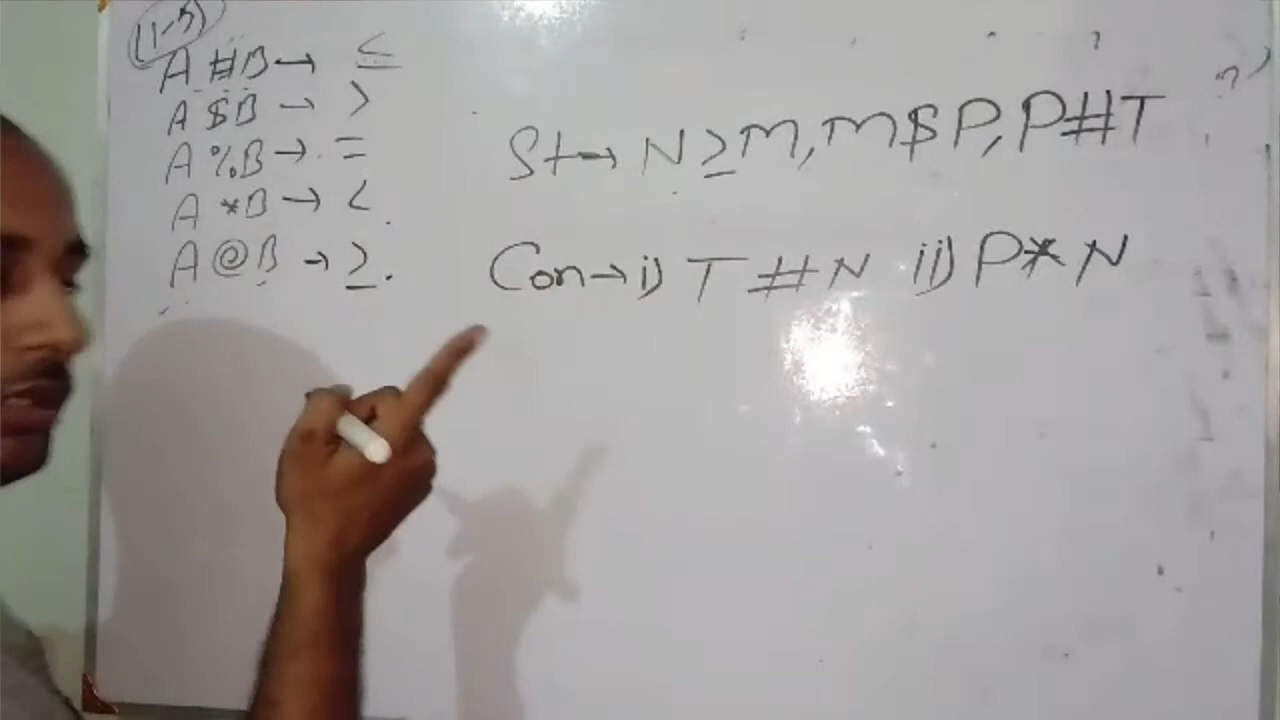 (1-5)
A #B → ≤
A $B → >
A %B → =
A *B → <
A @B → ≥.
St → N ≥ M, M $ P, P # T
Con → i) T # N ii) P * N